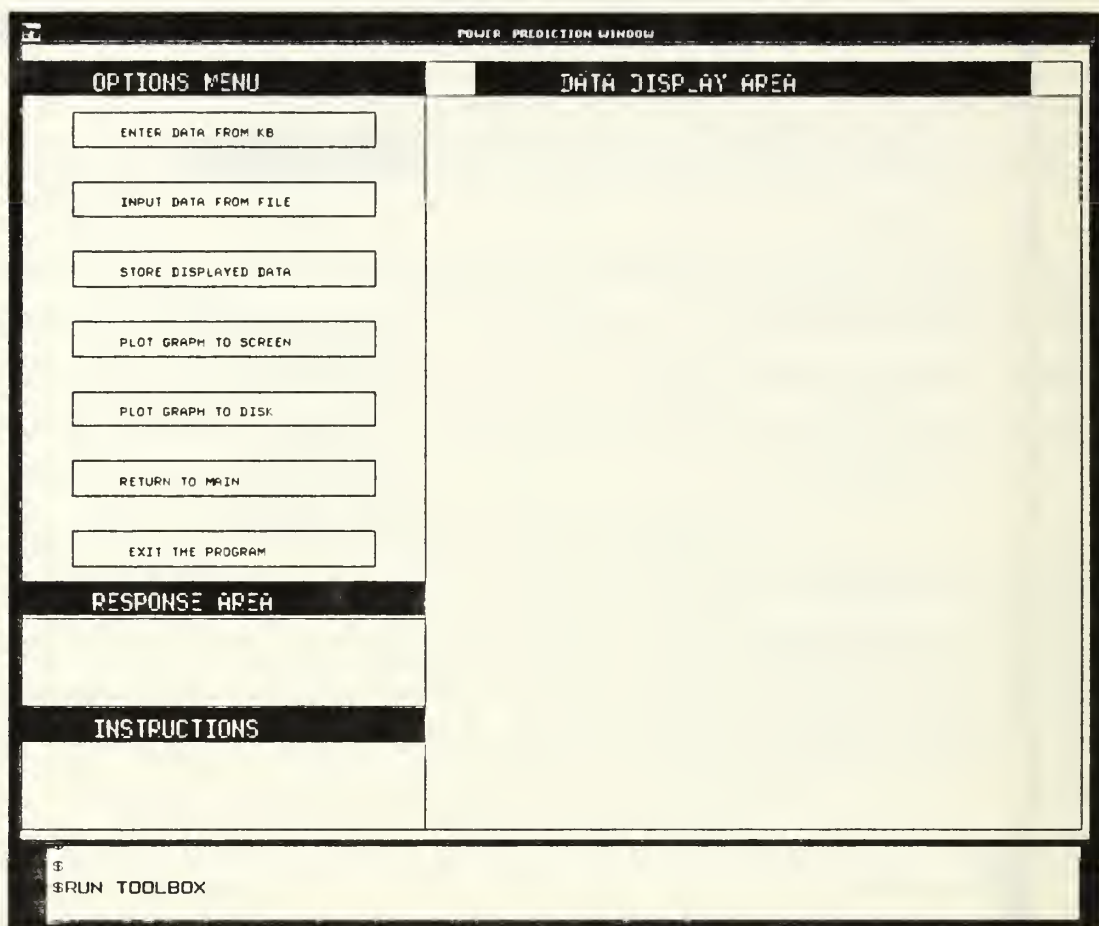 POWER PREDICTION WINDOW
OPTIONS MENU
ENTER DATA FROM KB
INPUT DATA FROM FILE
STORE DISPLAYED DATA
PLOT GRAPH TO SCREEN
PLOT GRAPH TO DISK
RETURN TO MAIN
EXIT THE PROGRAM
RESPONSE AREA
INSTRUCTIONS
DATA DISPLAY AREA
$
$RUN TOOLBOX